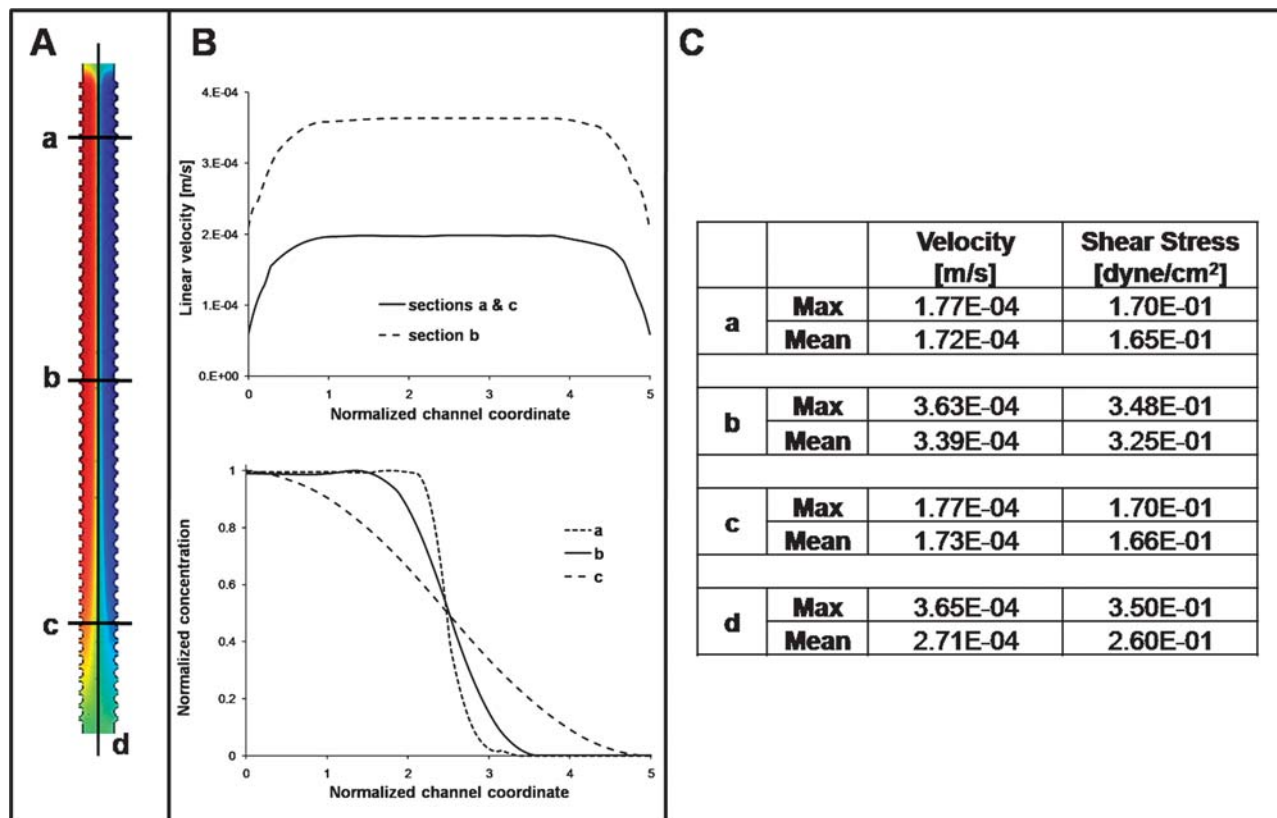 A
a
b
c
d
B
Linear velocity [m/s]
4.E-04
3.E-04
2.E-04
1.E-04
0.E+00
sections a & c
section b
0 1 2 3 4 5
Normalized channel coordinate
Normalized concentration
1
0.8
0.6
0.4
0.2
0
a
b
c
0 1 2 3 4 5
Normalized channel coordinate
C
Velocity [m/s] Shear Stress [dyne/cm²]
a Max 1.77E-04 1.70E-01
Mean 1.72E-04 1.65E-01
b Max 3.63E-04 3.48E-01
Mean 3.39E-04 3.25E-01
c Max 1.77E-04 1.70E-01
Mean 1.73E-04 1.66E-01
d Max 3.65E-04 3.50E-01
Mean 2.71E-04 2.60E-01